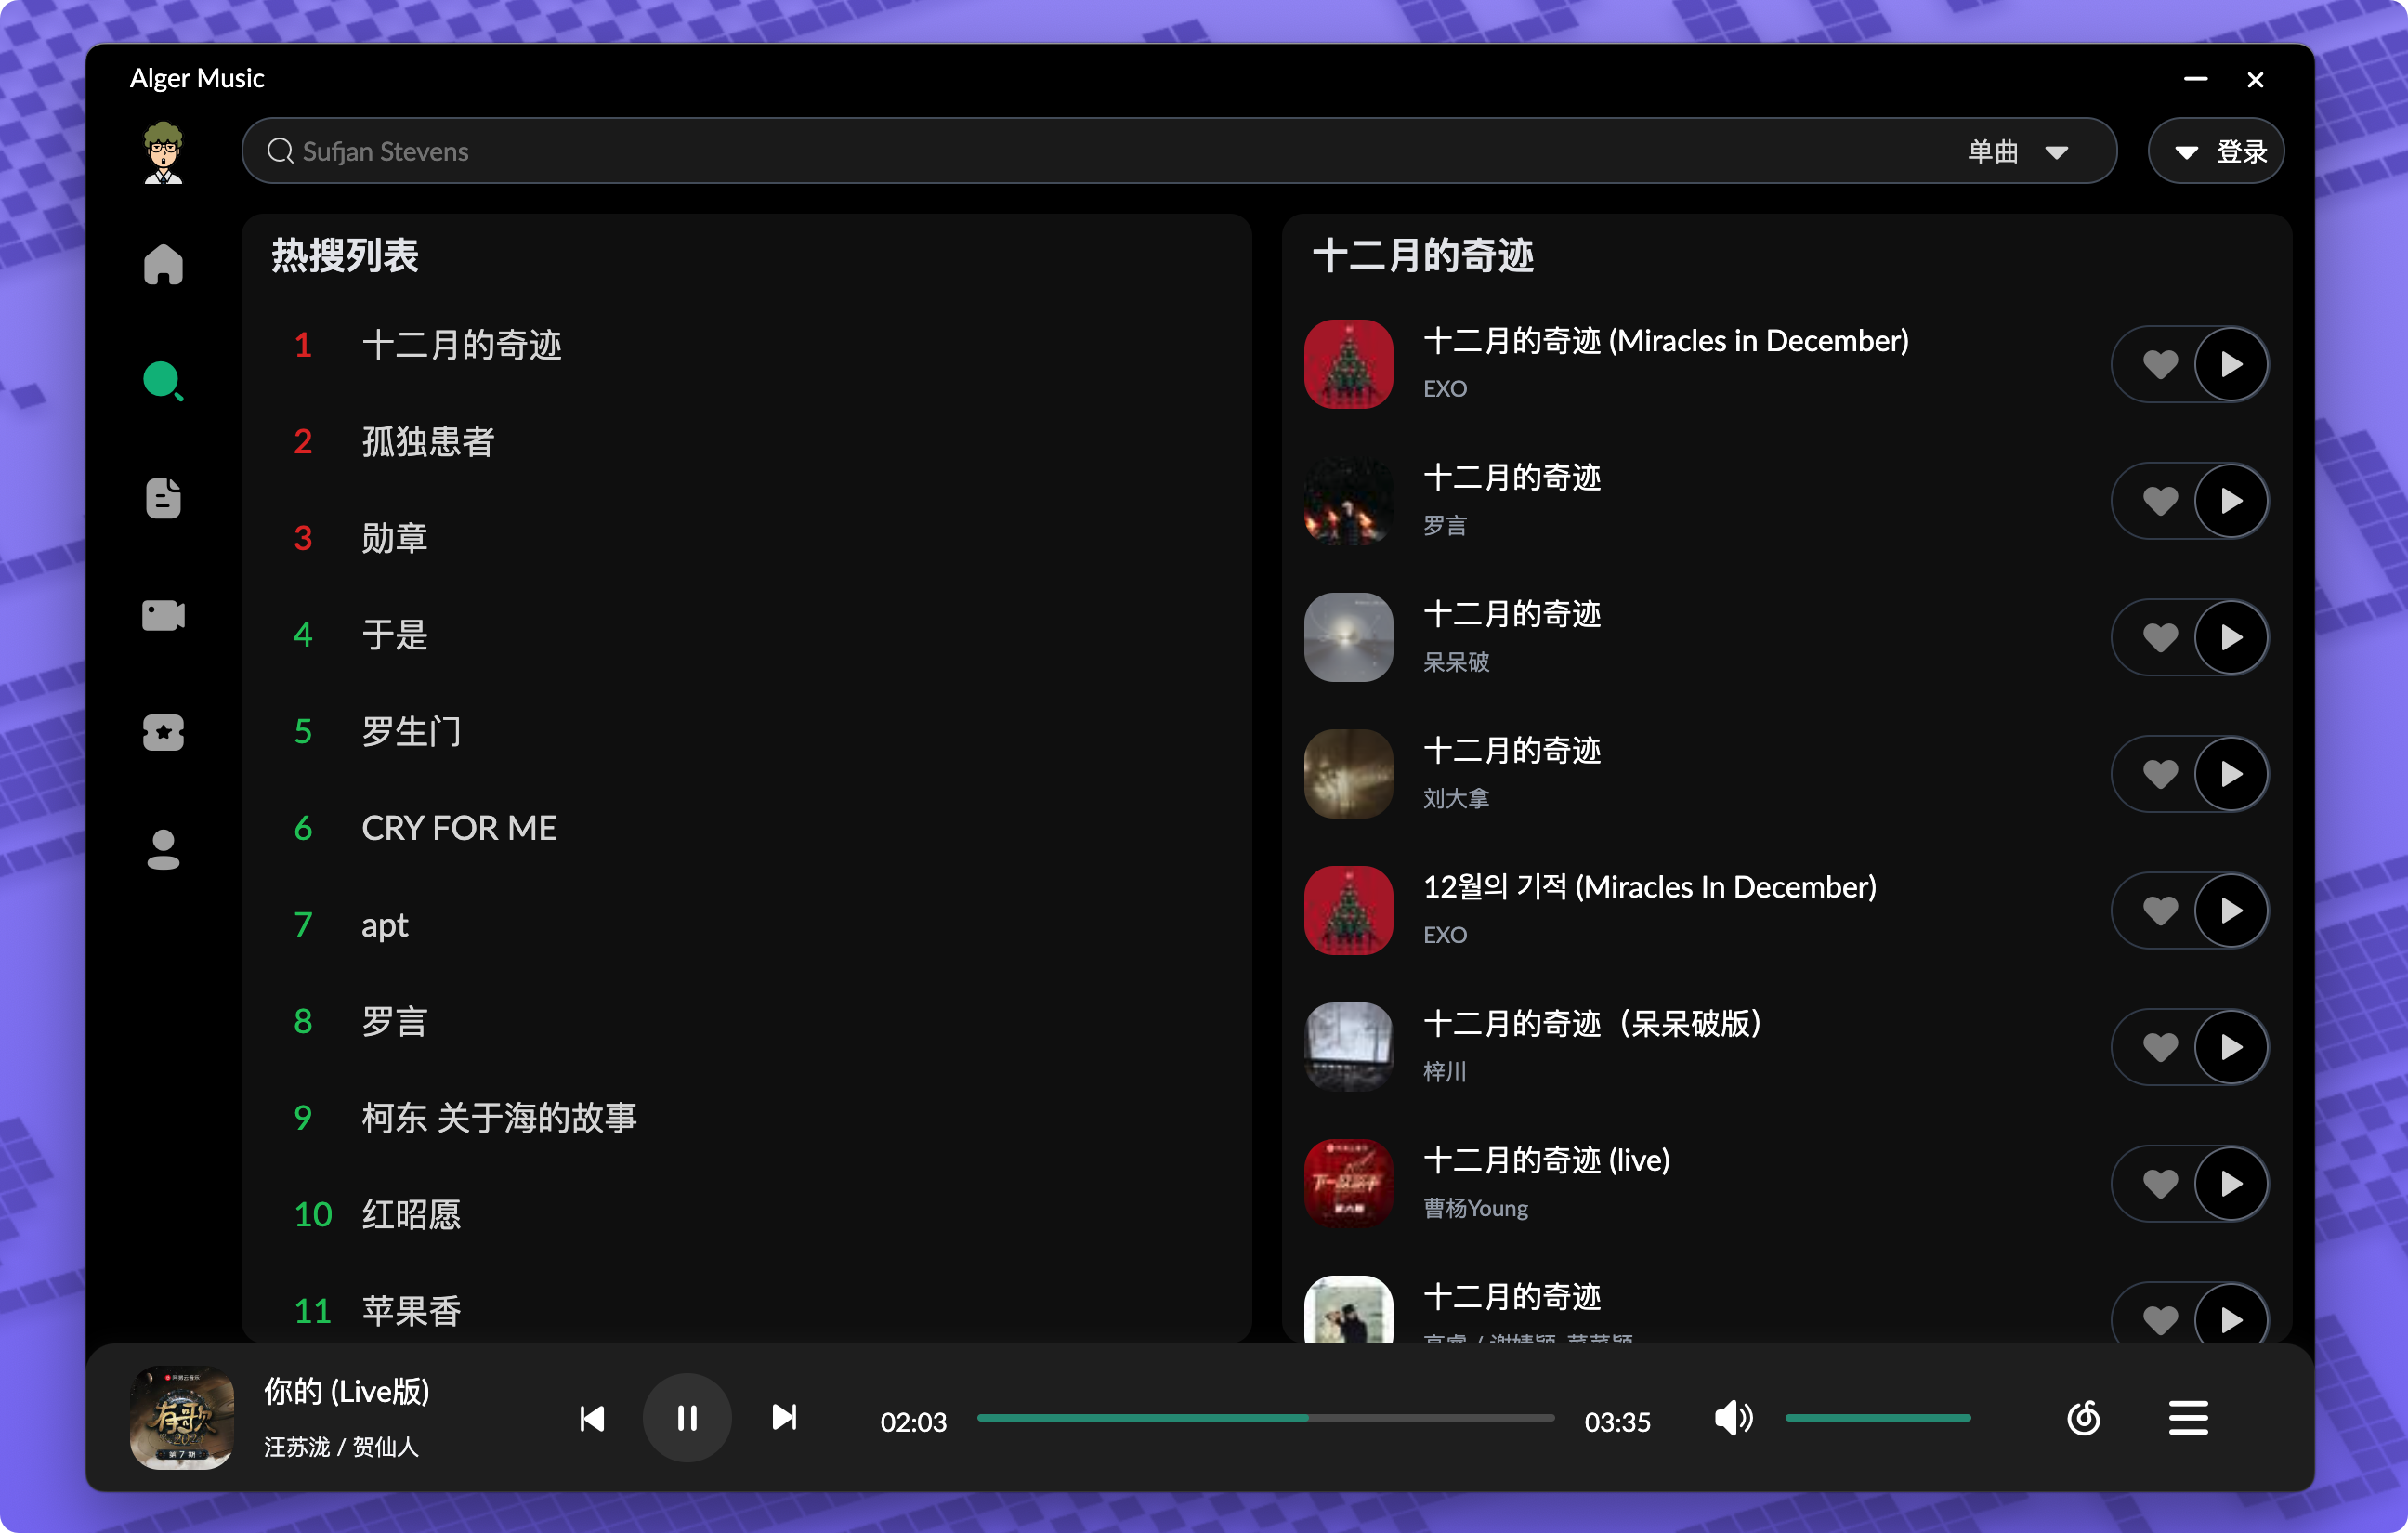 Alger Music
Sufjan Stevens
单曲
登录
热搜列表
1 十二月的奇迹
2 孤独患者
3 勋章
4 于是
5 罗生门
6 CRY FOR ME
7 apt
8 罗言
9 柯东 关于海的故事
10 红昭愿
11 苹果香
十二月的奇迹
十二月的奇迹 (Miracles in December)
EXO
十二月的奇迹
罗言
十二月的奇迹
呆呆破
十二月的奇迹
刘大拿
12월의 기적 (Miracles In December)
EXO
十二月的奇迹（呆呆破版）
梓川
十二月的奇迹 (live)
曹杨Young
十二月的奇迹
有歌
第7期
你的 (Live版)
汪苏泷 / 贺仙人
02:03
03:35